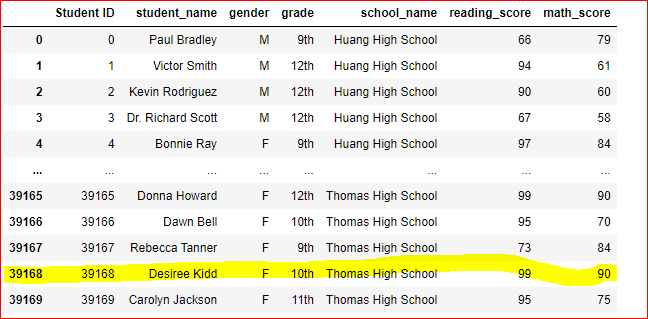 Student ID student_name gender grade school_name reading_score math_score
0 0 Paul Bradley M 9th Huang High School 66 79
1 1 Victor Smith M 12th Huang High School 94 61
2 2 Kevin Rodriguez M 12th Huang High School 90 60
3 3 Dr. Richard Scott M 12th Huang High School 67 58
4 4 Bonnie Ray F 9th Huang High School 97 84
... ... ... ... ... ... ... ...
39165 39165 Donna Howard F 12th Thomas High School 99 90
39166 39166 Dawn Bell F 10th Thomas High School 95 70
39167 39167 Rebecca Tanner F 9th Thomas High School 73 84
39168 39168 Desiree Kidd F 10th Thomas High School 99 90
39169 39169 Carolyn Jackson F 11th Thomas High School 95 75